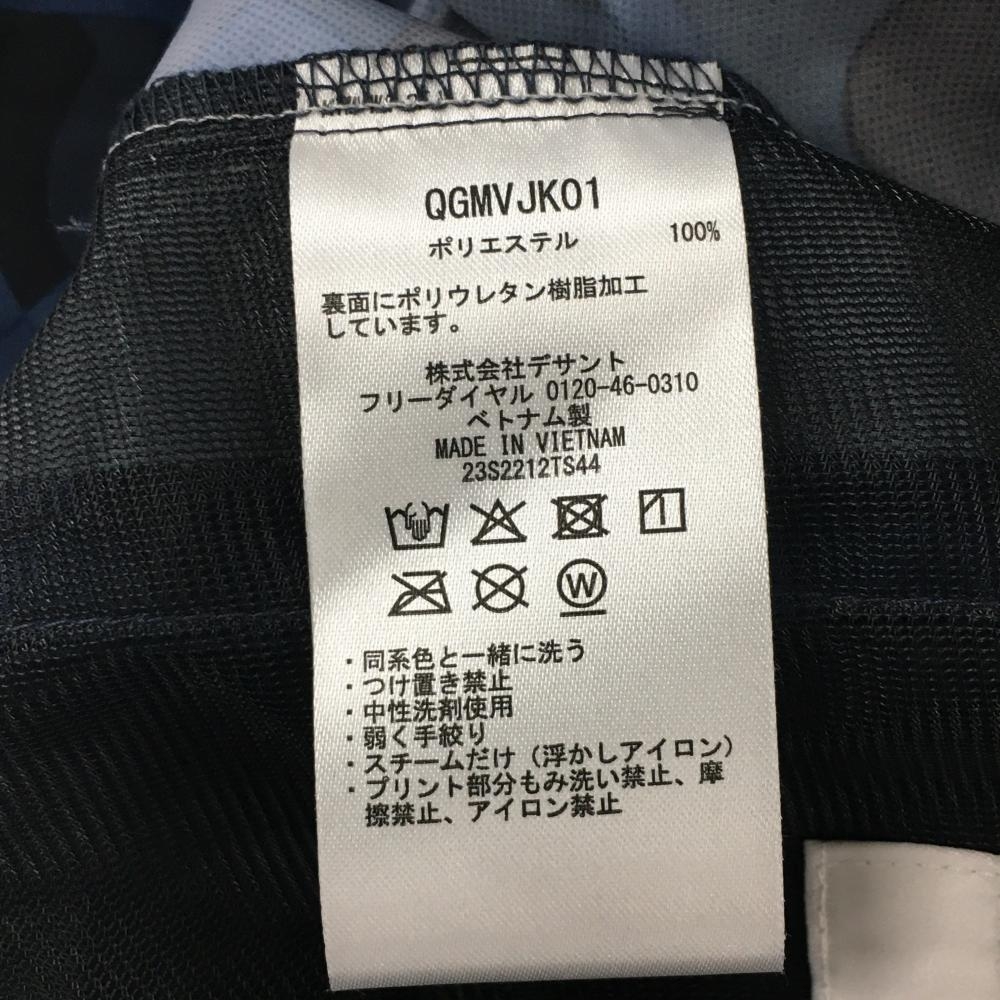 QGMVJK01
ポリエステル 100%
裏面にポリウレタン樹脂加工
しています。
株式会社デサント
フリーダイヤル 0120-46-0310
ベトナム製
MADE IN VIETNAM
23S2212TS44
W
・同系色と一緒に洗う
・つけ置き禁止
・中性洗剤使用
・弱く手絞り
・スチームだけ（浮かしアイロン）
・プリント部分もみ洗い禁止、摩
擦禁止、アイロン禁止